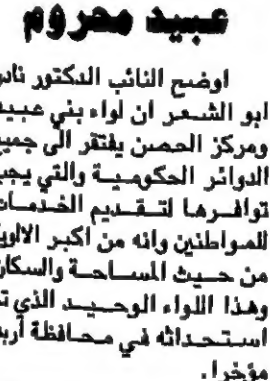 عبيد محروم
اوضح النائب الدكتور نادر
ابو الشعر ان لواء بني عبيد
ومركز الحصن يفتقر الى جميع
الدوائر الحكومية والتي يجب
توافرها لتقديم الخدمات
للمواطنين وانه من اكبر الالوية
من حيث المساحة والسكان
وهذا اللواء الوحيد الذي
استحداثه في محافظة اربد
مؤخرا.